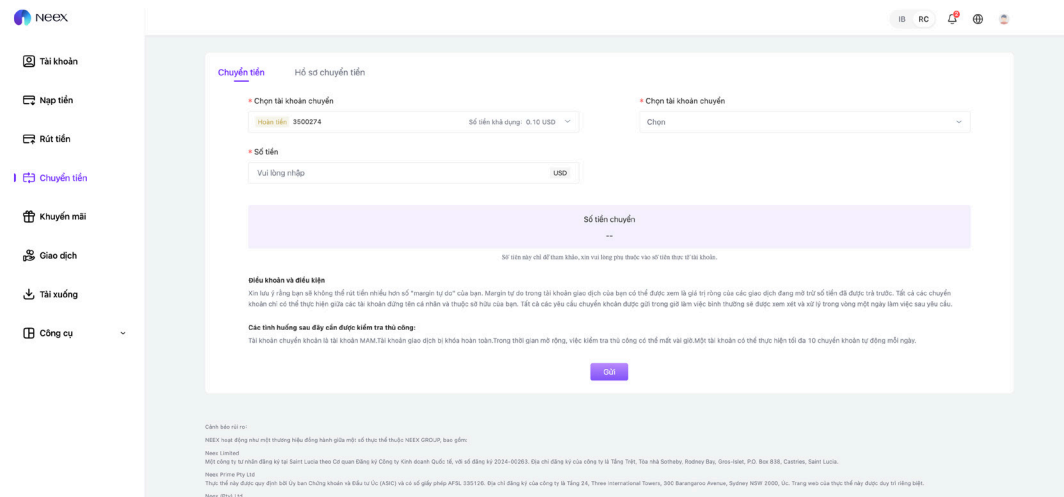 Neex
IB RC 2
Tài khoản
Nạp tiền
Rút tiền
Chuyển tiền
Khuyến mãi
Giao dịch
Tải xuống
Công cụ
Chuyển tiền Hồ sơ chuyển tiền
* Chọn tài khoản chuyển
Hoàn tiền 3500274 Số tiền khả dụng: 0.10 USD
* Chọn tài khoản chuyển
Chọn
* Số tiền
Vui lòng nhập USD
Số tiền chuyển
--
Số tiền này chỉ để tham khảo, xin vui lòng phụ thuộc vào số tiền thực tế tài khoản.
Điều khoản và điều kiện
Xin lưu ý rằng bạn sẽ không thể rút tiền nhiều hơn số "margin tự do" của bạn. Margin tự do trong tài khoản giao dịch của bạn có thể được xem là giá trị ròng của các giao dịch đang mở trừ số tiền đã được trả trước. Tất cả các chuyển
khoản chỉ có thể thực hiện giữa các tài khoản đứng tên cá nhân và thuộc sở hữu của bạn. Tất cả các yêu cầu chuyển khoản được gửi trong giờ làm việc bình thường sẽ được xem xét và xử lý trong vòng một ngày làm việc sau yêu cầu.
Các tình huống sau đây cần được kiểm tra thủ công:
Tài khoản chuyển khoản là tài khoản MAM.Tài khoản giao dịch bị khóa hoàn toàn.Trong thời gian mở rộng, việc kiểm tra thủ công có thể mất vài giờ.Một tài khoản có thể thực hiện tối đa 10 chuyển khoản tự động mỗi ngày.
Gửi
Cảnh báo rủi ro:
NEEX hoạt động như một thương hiệu đồng hành giữa một số thực thể thuộc NEEX GROUP, bao gồm:
Neex Limited
Một công ty tư nhân đăng ký tại Saint Lucia theo Cơ quan Đăng ký Công ty Kinh doanh Quốc tế, với số đăng ký 2024-00263. Địa chỉ đăng ký của công ty là Tầng Trệt, Tòa nhà Sotheby, Rodney Bay, Gros-Islet, P.O. Box 838, Castries, Saint Lucia.
Neex Prime Pty Ltd
Thực thể này được quy định bởi Ủy ban Chứng khoán và Đầu tư Úc (ASIC) và có số giấy phép AFSL 335126. Địa chỉ đăng ký của công ty là Tầng 24, Three International Towers, 300 Barangaroo Avenue, Sydney NSW 2000, Úc. Trang web của thực thể này được duy trì riêng biệt.